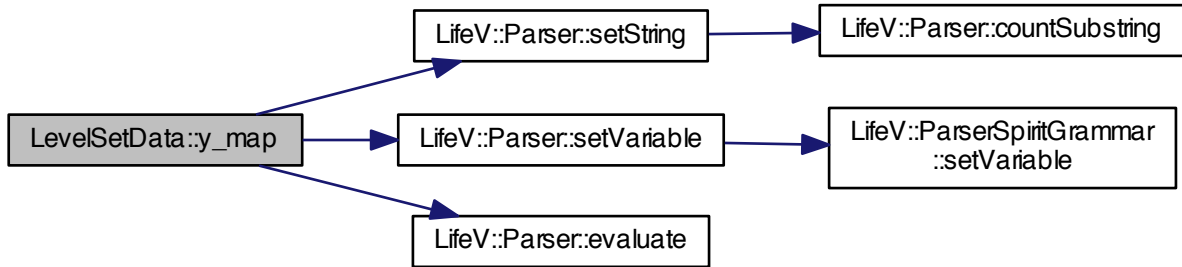 LifeV::Parser::setString
LifeV::Parser::countSubstring
LevelSetData::y_map
LifeV::Parser::setVariable
LifeV::ParserSpiritGrammar
::setVariable
LifeV::Parser::evaluate